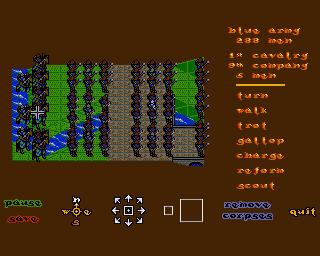 blue army
288 men
1st cavalry
9th company
5 men
turn
walk
trot
gallop
charge
reform
scout
pause
save
n
w e
s
remove
corpses
quit